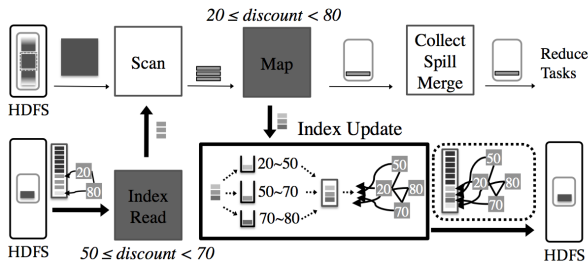 20 ≤ discount < 80
Scan
Map
Collect
Spill
Merge
Reduce
Tasks
HDFS
Index Update
20
80
Index
Read
20~50
50~70
70~80
50
20
80
70
50
20
80
70
HDFS
50 ≤ discount < 70
HDFS